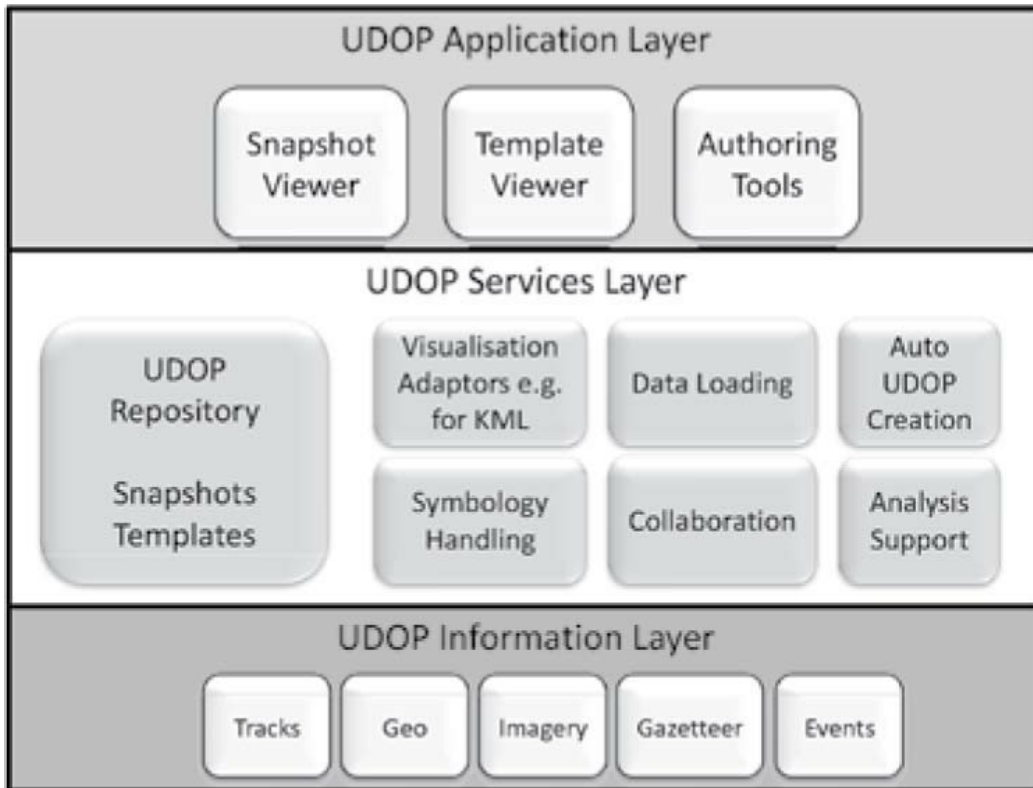 UDOP Application Layer
Snapshot
Viewer
Template
Viewer
Authoring
Tools
UDOP Services Layer
UDOP
Repository
Snapshots
Templates
Visualisation
Adaptors e.g.
for KML
Data Loading
Auto
UDOP
Creation
Symbology
Handling
Collaboration
Analysis
Support
UDOP Information Layer
Tracks
Geo
Imagery
Gazetteer
Events